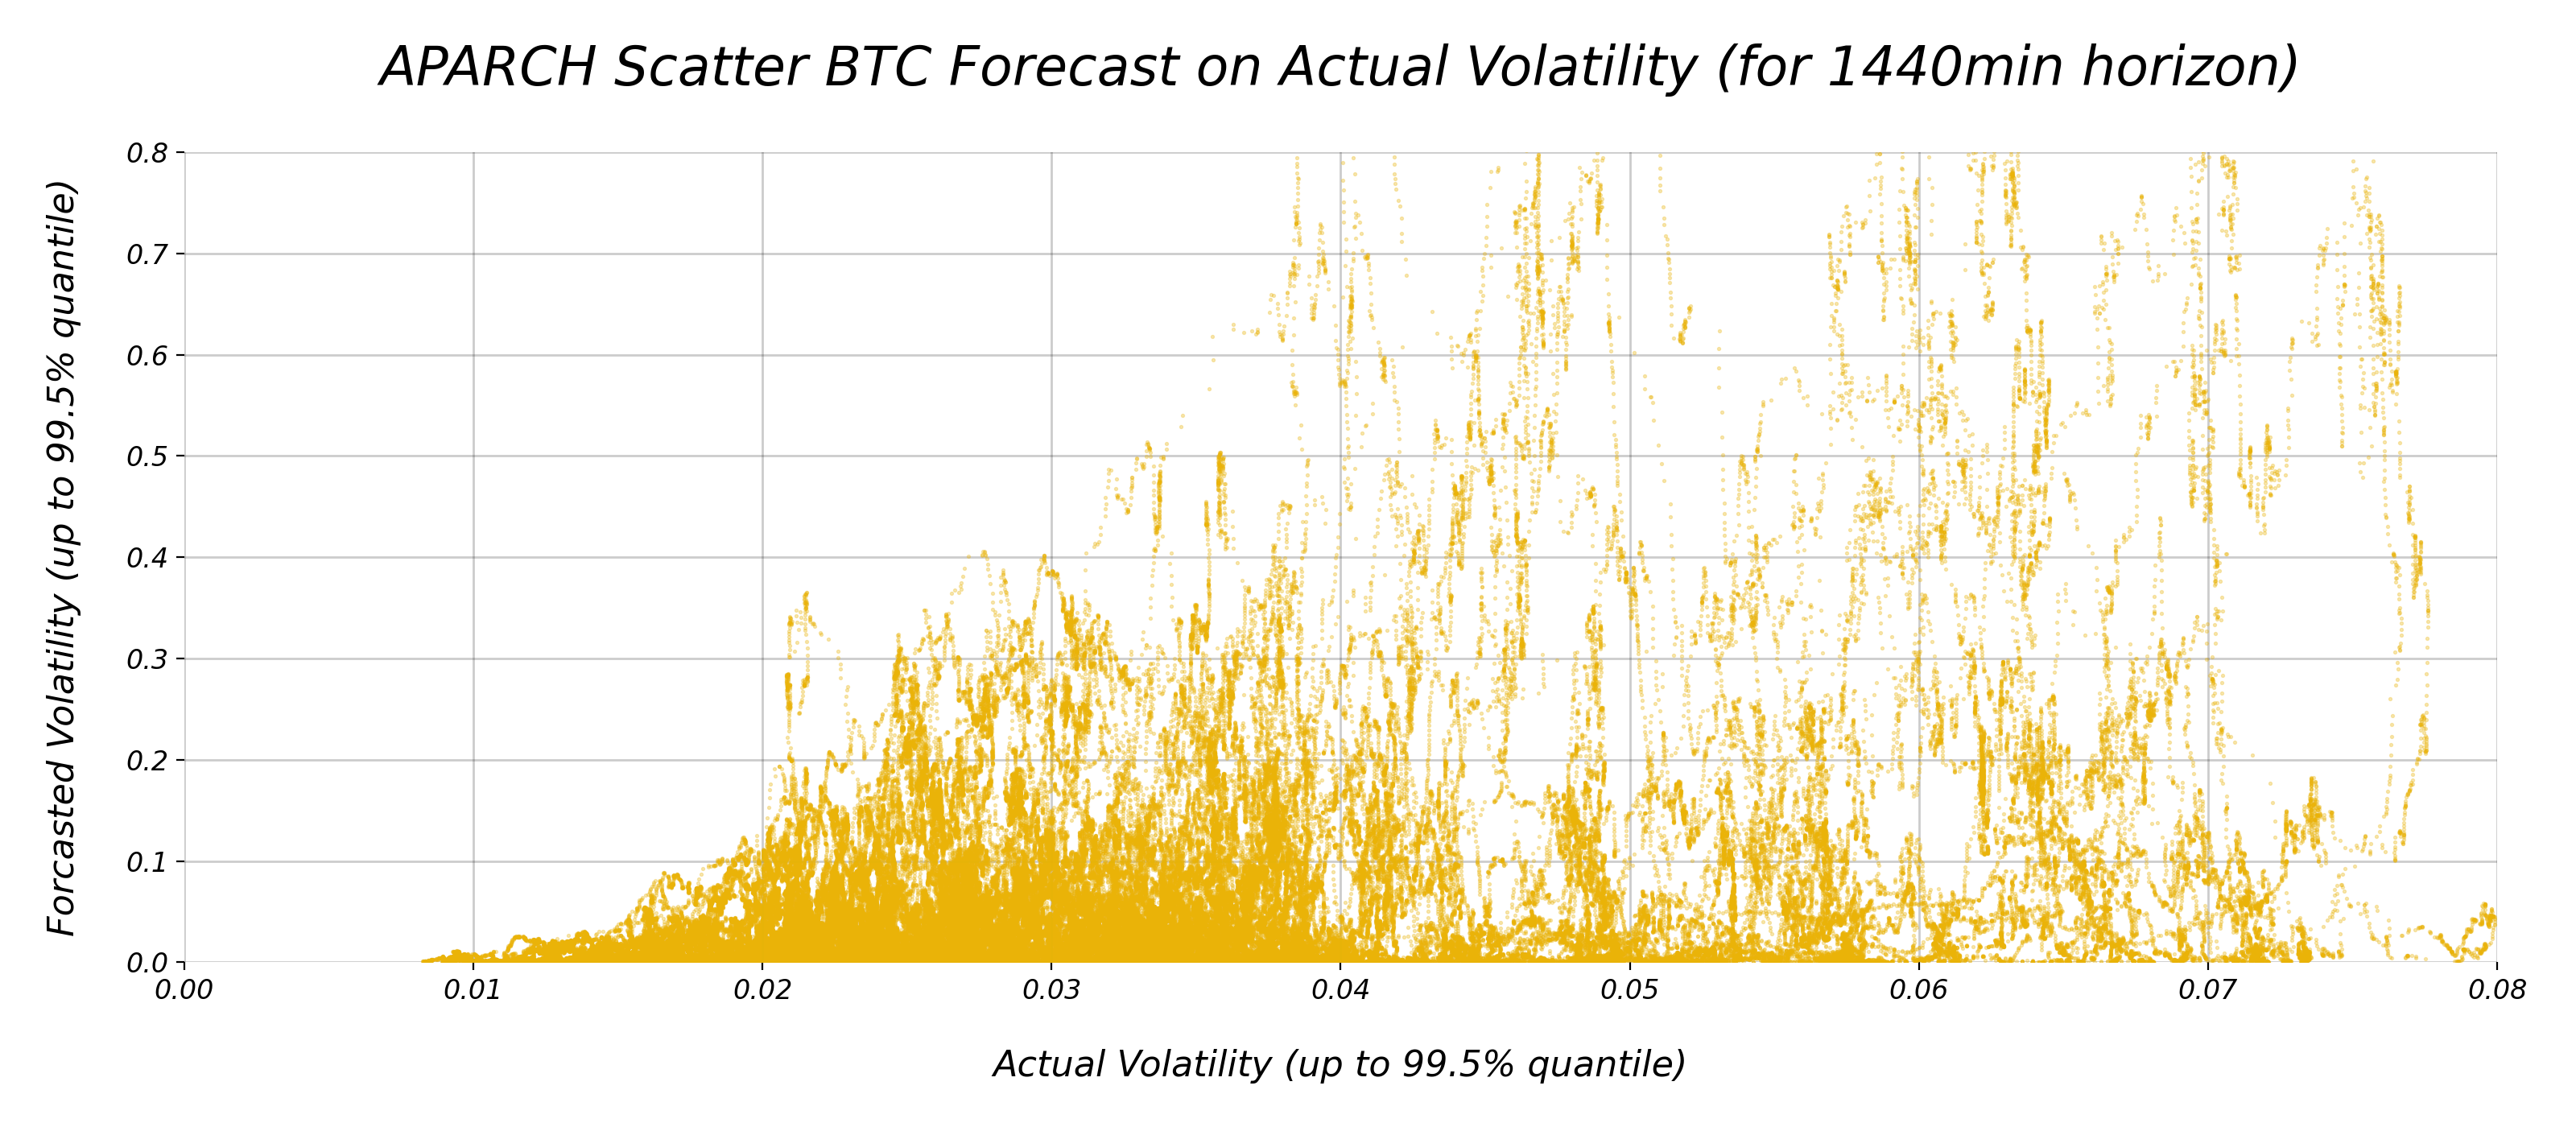 APARCH Scatter BTC Forecast on Actual Volatility (for 1440min horizon)
Forcasted Volatility (up to 99.5% quantile)
0.8
0.7
0.6
0.5
0.4
0.3
0.2
0.1
0.0
0.00 0.01 0.02 0.03 0.04 0.05 0.06 0.07 0.08
Actual Volatility (up to 99.5% quantile)